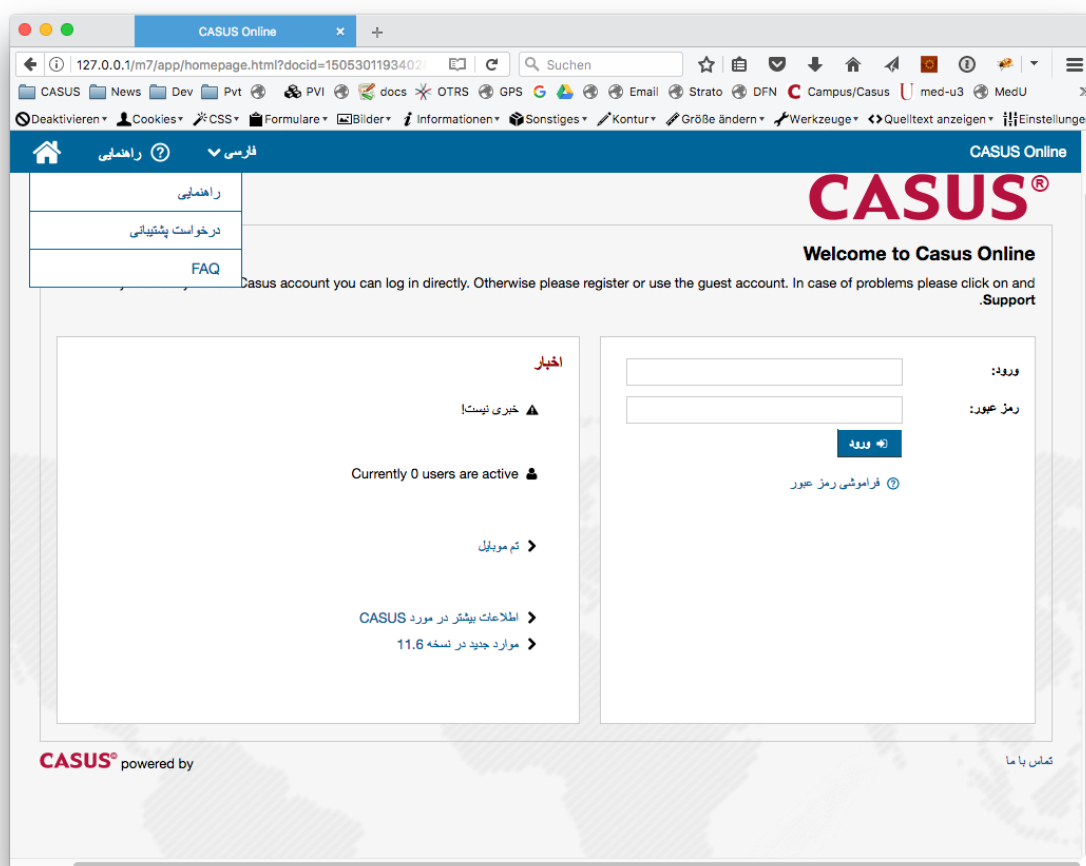 CASUS Online
127.0.0.1/m7/app/homepage.html?docid=1505301193402
Suchen
CASUS News Dev Pvt PVI docs OTRS GPS Email Strato DFN Campus/Casus med-u3 MedU
Deaktivieren Cookies CSS Formulare Bilder Informationen Sonstiges Kontur Größe ändern Werkzeuge Quelltext anzeigen Einstellunge
CASUS Online
فارسی
راهنمایی
راهنمایی
درخواست پشتیبانی
FAQ
CASUS®
Welcome to Casus Online
Casus account you can log in directly. Otherwise please register or use the guest account. In case of problems please click on and
.Support
ورود:
رمز عبور:
ورود
فراموشی رمز عبور
اخبار
خبری نیست!
Currently 0 users are active
تم موبایل
اطلاعات بیشتر در مورد CASUS
موارد جدید در نسخه 11.6
CASUS© powered by
تماس با ما